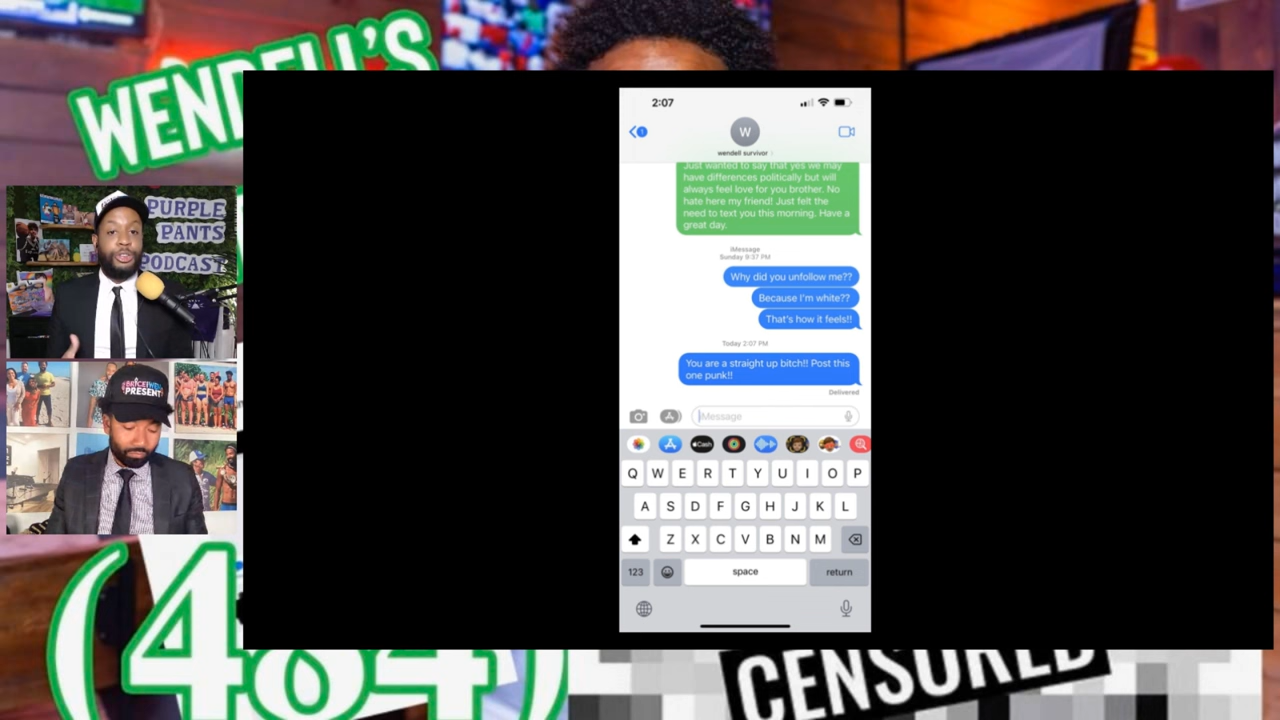 WENDELL'S
PURPLE
PANTS
PODCAST
#BRICE
PRESENT
2:07
1
W
wendell survivor
Just wanted to say that yes we may
have differences politically but will
always feel love for you brother. No
hate here my friend! Just felt the
need to text you this morning. Have a
great day.
iMessage
Sunday 9:37 PM
Why did you unfollow me??
Because I'm white??
That's how it feels!!
Today 2:07 PM
You are a straight up bitch!! Post this
one punk!!
Delivered
iMessage
Cash
Q W E R T Y U I O P
A S D F G H J K L
Z X C V B N M
123
space
return
(484)
CENSORED